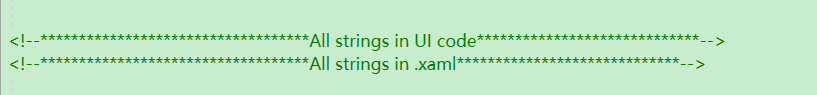 <!--***********************************All strings in UI code*****************************-->
<!--***********************************All strings in .xaml*****************************-->